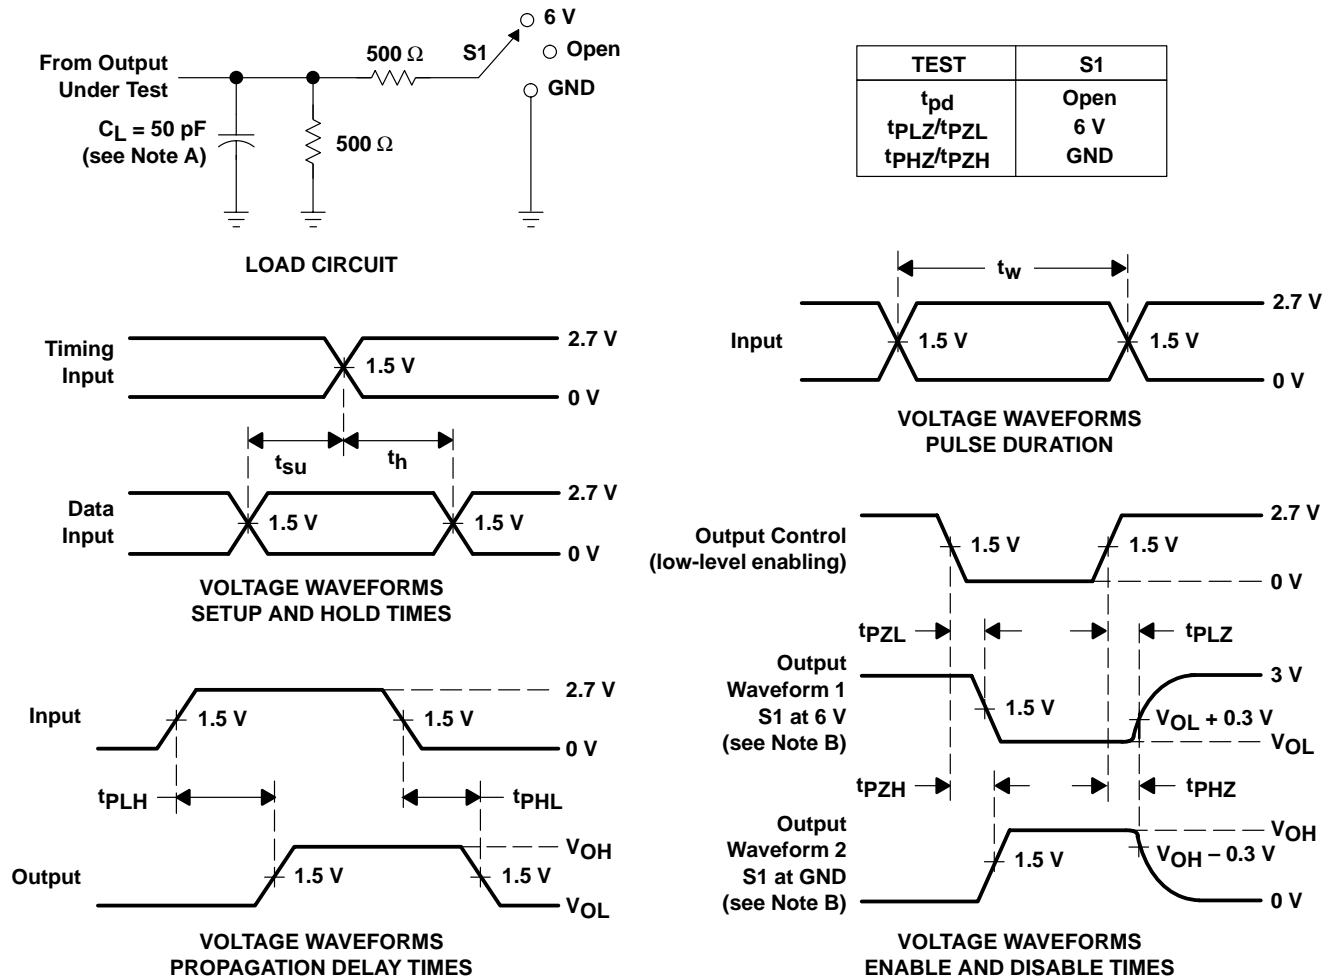 From Output
Under Test
C_L = 50 pF
(see Note A)
500 Ω
500 Ω
S1
6 V
Open
GND
LOAD CIRCUIT
TEST S1
tpd Open
tPLZ/tPZL 6 V
tPHZ/tPZH GND
Timing
Input
1.5 V
2.7 V
0 V
tsu
th
Data
Input
1.5 V
1.5 V
2.7 V
0 V
VOLTAGE WAVEFORMS
SETUP AND HOLD TIMES
tw
Input
1.5 V
1.5 V
2.7 V
0 V
VOLTAGE WAVEFORMS
PULSE DURATION
Input
1.5 V
1.5 V
2.7 V
0 V
tPLH
tPHL
Output
1.5 V
1.5 V
VOH
VOL
VOLTAGE WAVEFORMS
PROPAGATION DELAY TIMES
Output Control
(low-level enabling)
1.5 V
1.5 V
2.7 V
0 V
tPZL
tPLZ
Output
Waveform 1
S1 at 6 V
(see Note B)
1.5 V
3 V
VOL + 0.3 V
VOL
tPZH
tPHZ
Output
Waveform 2
S1 at GND
(see Note B)
1.5 V
VOH
VOH – 0.3 V
0 V
VOLTAGE WAVEFORMS
ENABLE AND DISABLE TIMES